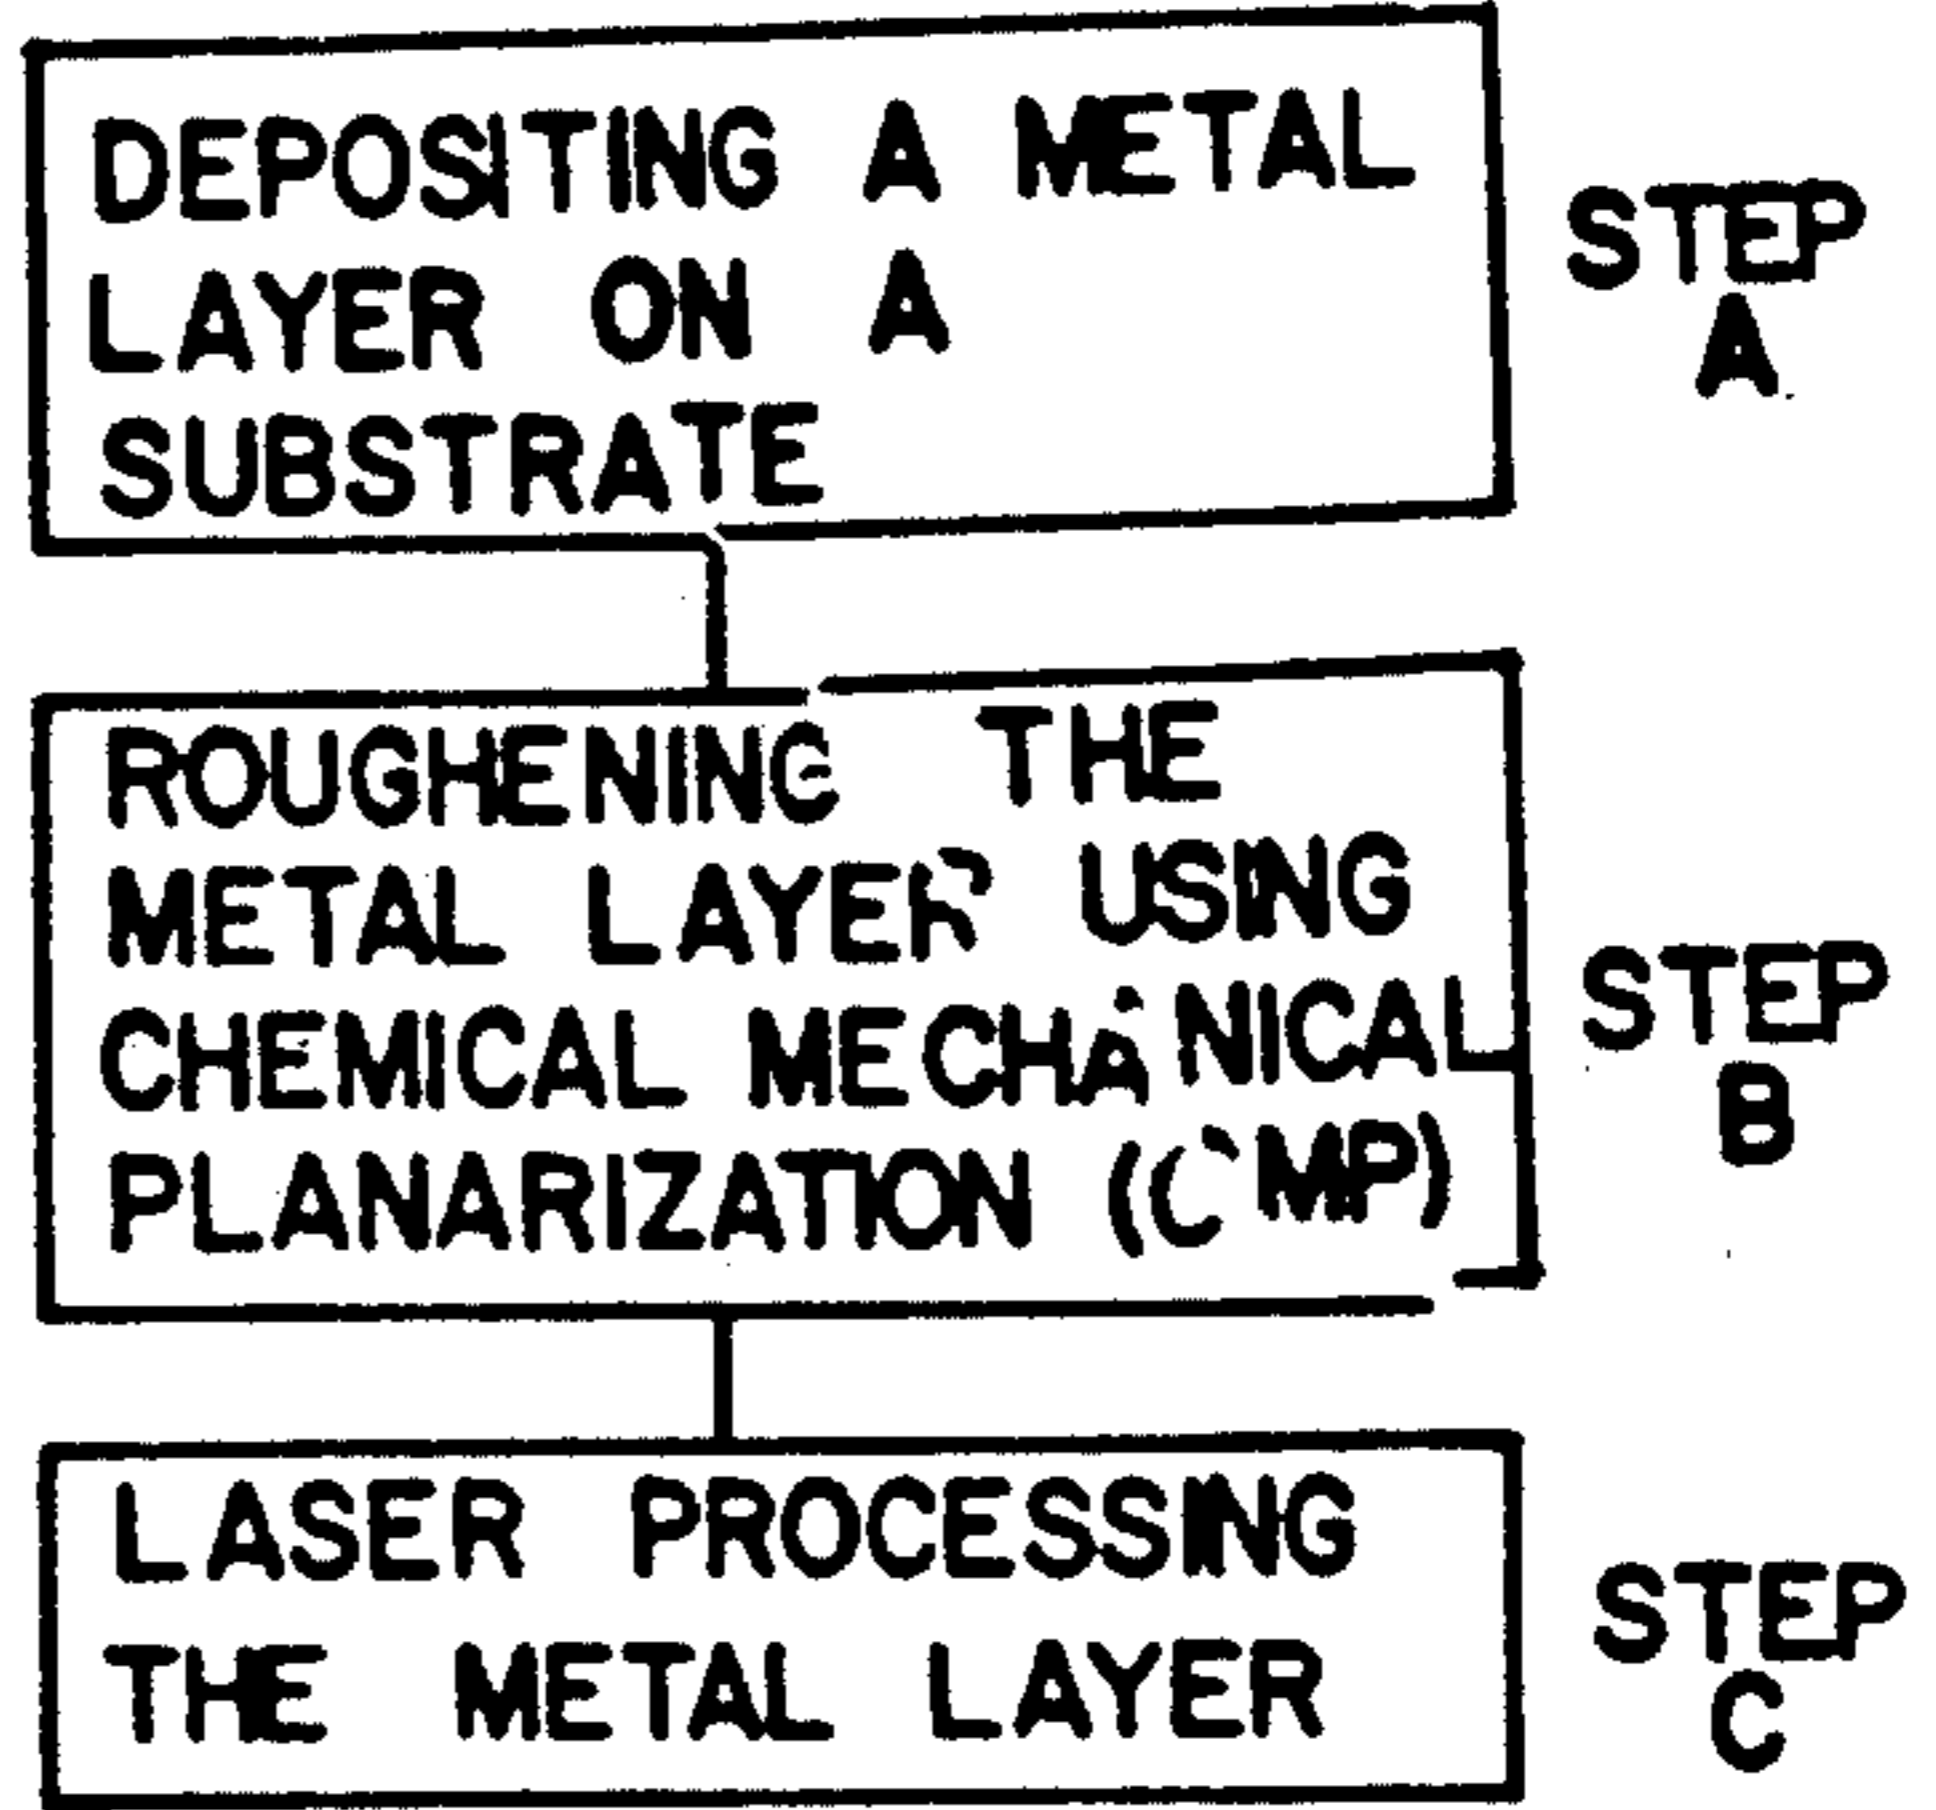 DEPOSITING A METAL
LAYER ON A
SUBSTRATE
STEP
A
ROUGHENING THE
METAL LAYER USING
CHEMICAL MECHANICAL
PLANARIZATION (CMP)
STEP
B
LASER PROCESSING
THE METAL LAYER
STEP
C